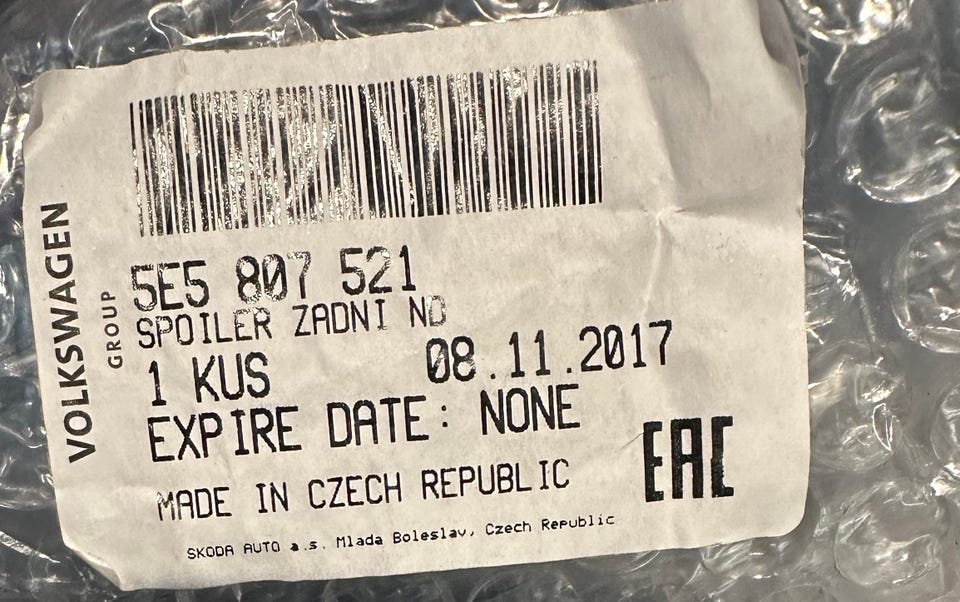 VOLKSWAGEN
GROUP
5E5 807 521
SPOILER ZADNI ND
1 KUS 08.11.2017
EXPIRE DATE: NONE
MADE IN CZECH REPUBLIC
EAC
SKODA AUTO a.s. Mlada Boleslav, Czech Republic